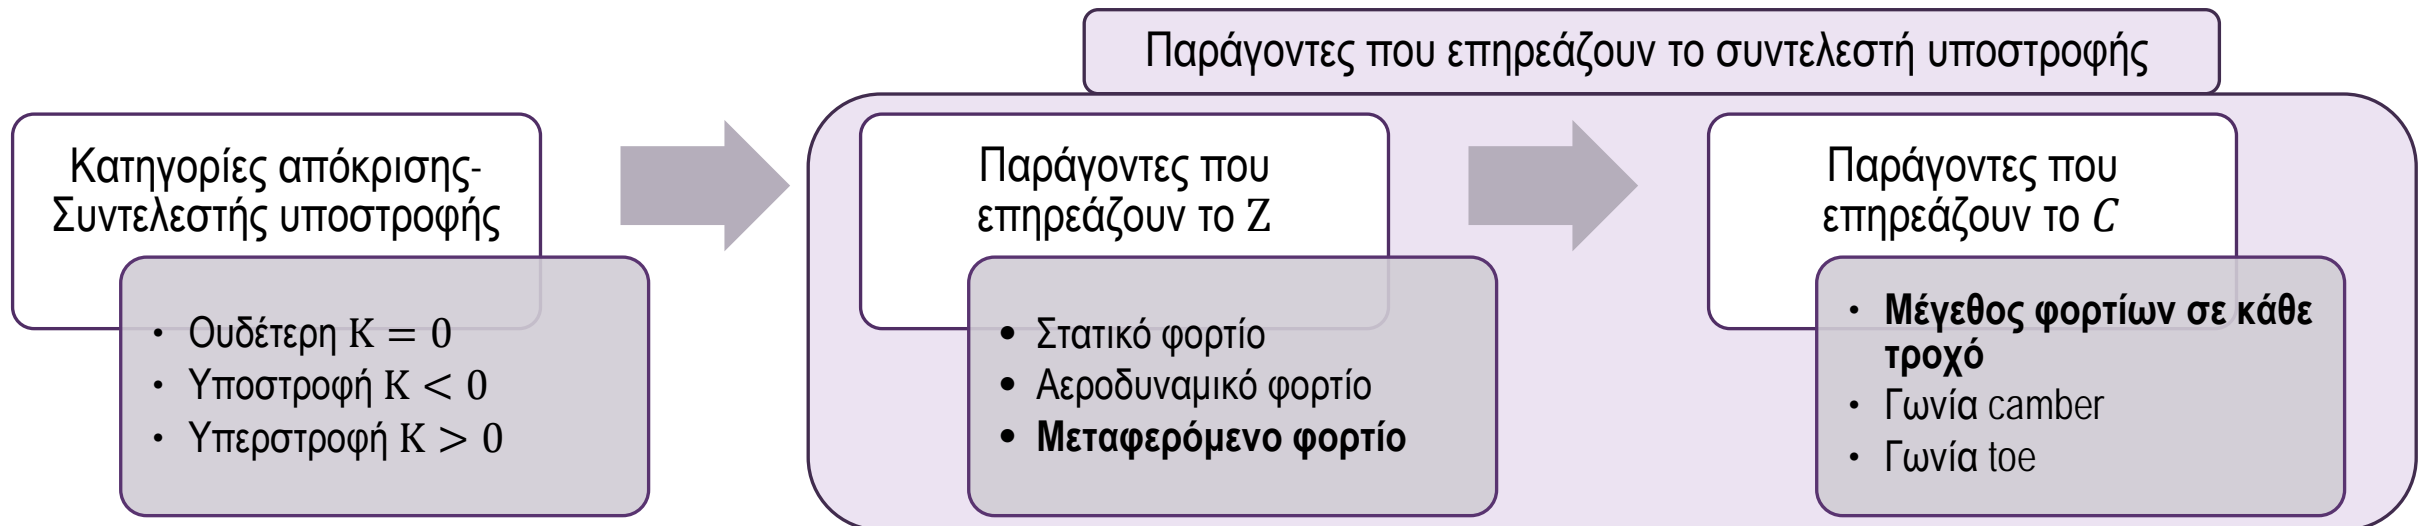 Παράγοντες που επηρεάζουν το συντελεστή υποστροφής
Κατηγορίες απόκρισης-
Συντελεστής υποστροφής
• Ουδέτερη K = 0
• Υποστροφή K < 0
• Υπερστροφή K > 0
Παράγοντες που
επηρεάζουν το Z
• Στατικό φορτίο
• Αεροδυναμικό φορτίο
• Μεταφερόμενο φορτίο
Παράγοντες που
επηρεάζουν το C
• Μέγεθος φορτίων σε κάθε
τροχό
• Γωνία camber
• Γωνία toe